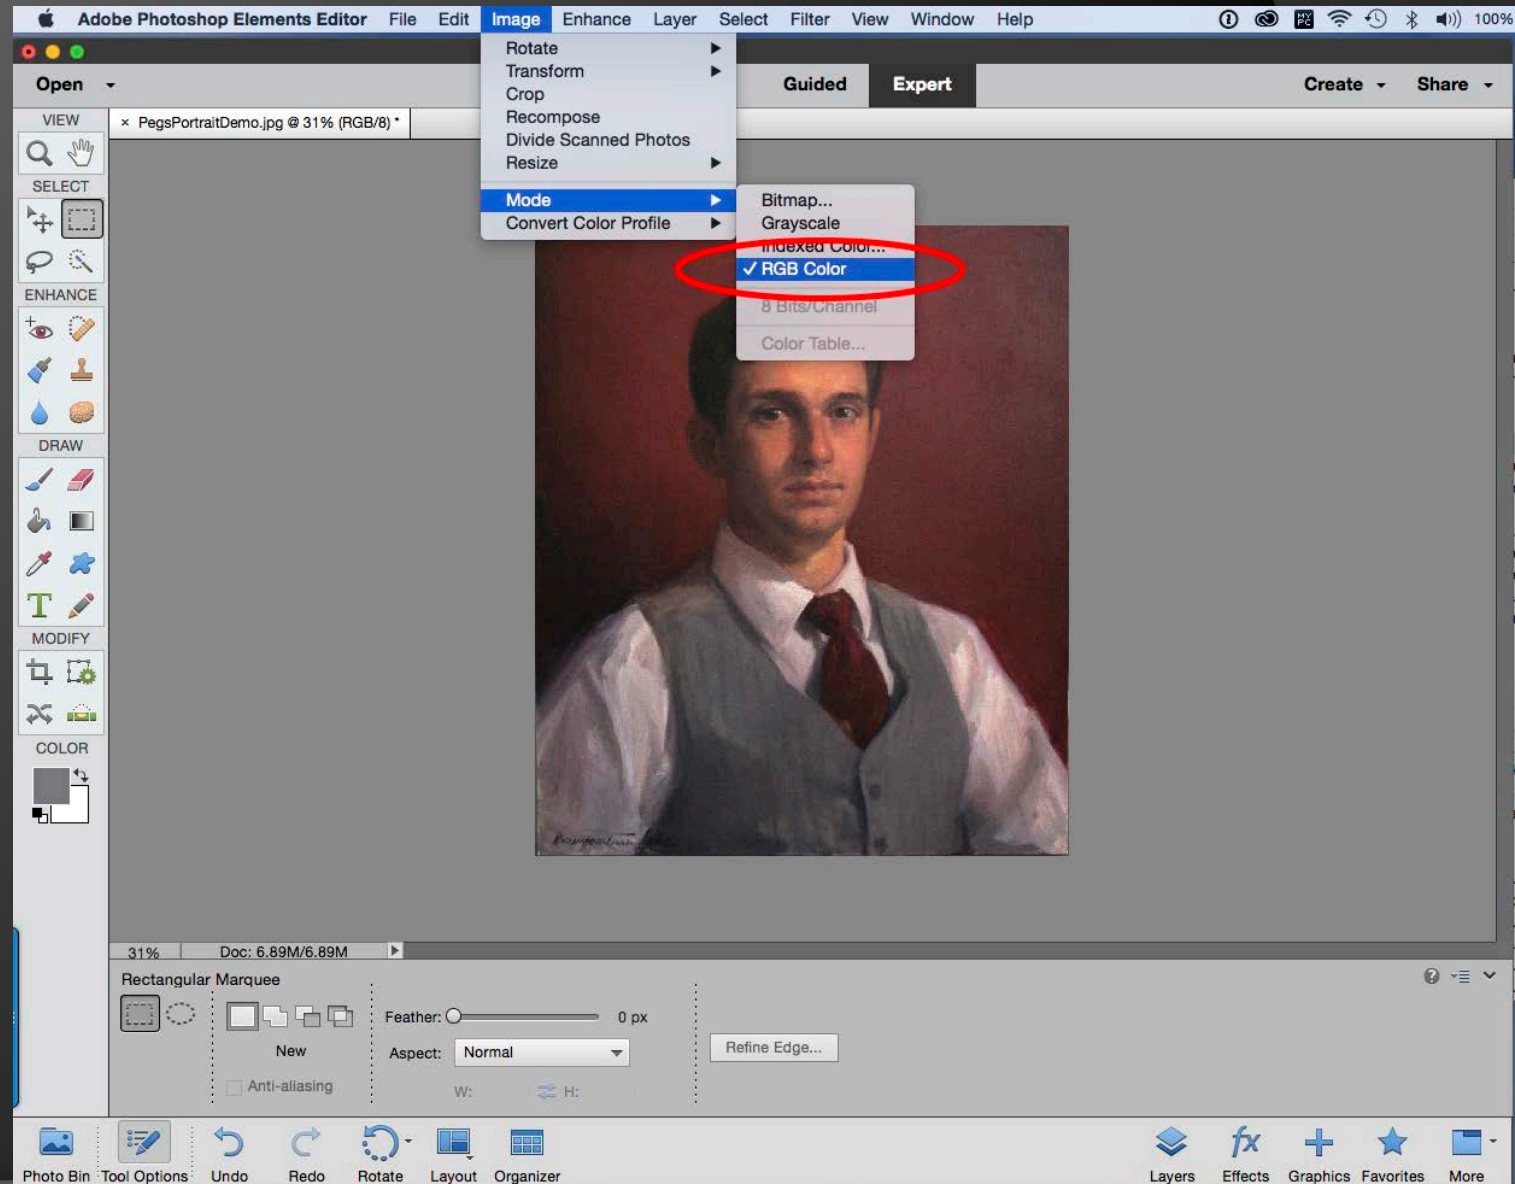 Adobe Photoshop Elements Editor File Edit Image Enhance Layer Select Filter View Window Help 100%
Open Guided Expert Create Share
× PegsPortraitDemo.jpg @ 31% (RGB/8) *
Rotate
Transform
Crop
Recompose
Divide Scanned Photos
Resize
Mode
Convert Color Profile
Bitmap...
Grayscale
Indexed Color...
✓ RGB Color
8 Bits/Channel
Color Table...
VIEW
SELECT
ENHANCE
DRAW
T
MODIFY
COLOR
31% Doc: 6.89M/6.89M
Rectangular Marquee
New
Anti-aliasing
Feather: 0 px
Aspect: Normal
W: H:
Refine Edge...
Photo Bin Tool Options Undo Redo Rotate Layout Organizer
fx
Layers Effects Graphics Favorites More